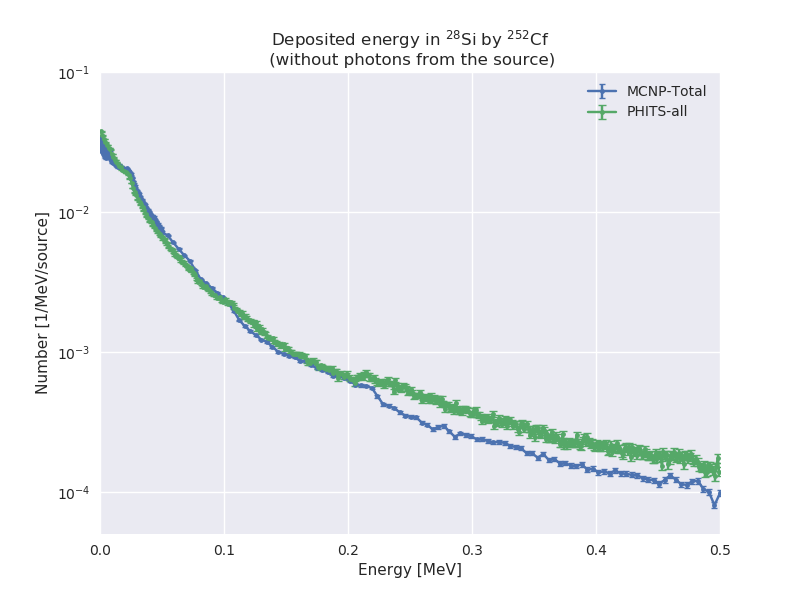 Deposited energy in ²⁸Si by ²⁵²Cf
(without photons from the source)
MCNP-Total
PHITS-all
Number [1/MeV/source]
10⁻¹
10⁻²
10⁻³
10⁻⁴
0.0 0.1 0.2 0.3 0.4 0.5
Energy [MeV]